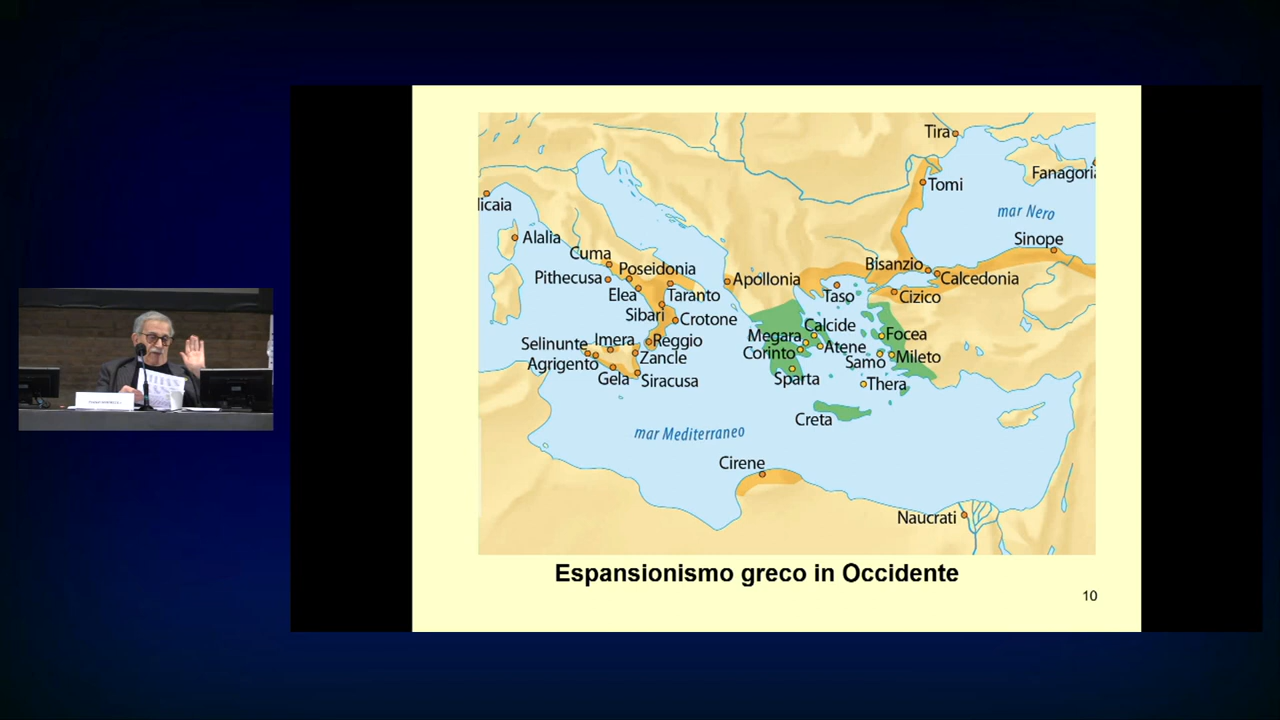 Tira
Fanagoria
Tomi
licaia
mar Nero
Alalia
Sinope
Cuma
Bisanzio
Poseidonia
Pithecusa
Apollonia
Calcedonia
Elea
Taranto
Taso
Cizico
Sibari
Crotone
Calcide
Megara
Focea
Selinunte
Imera
Reggio
Corinto
Atene
Zancle
Samo
Mileto
Agrigento
Gela
Siracusa
Sparta
Thera
Creta
mar Mediterraneo
Cirene
Naucrati
Espansionismo greco in Occidente
10